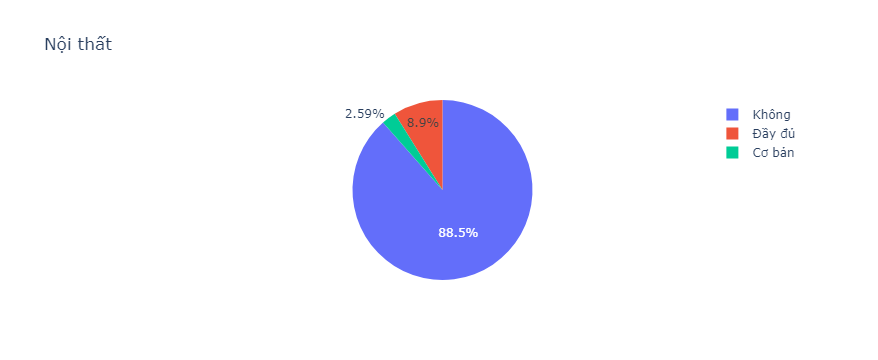 Nội thất
2.59%
8.9%
88.5%
Không
Đầy đủ
Cơ bản